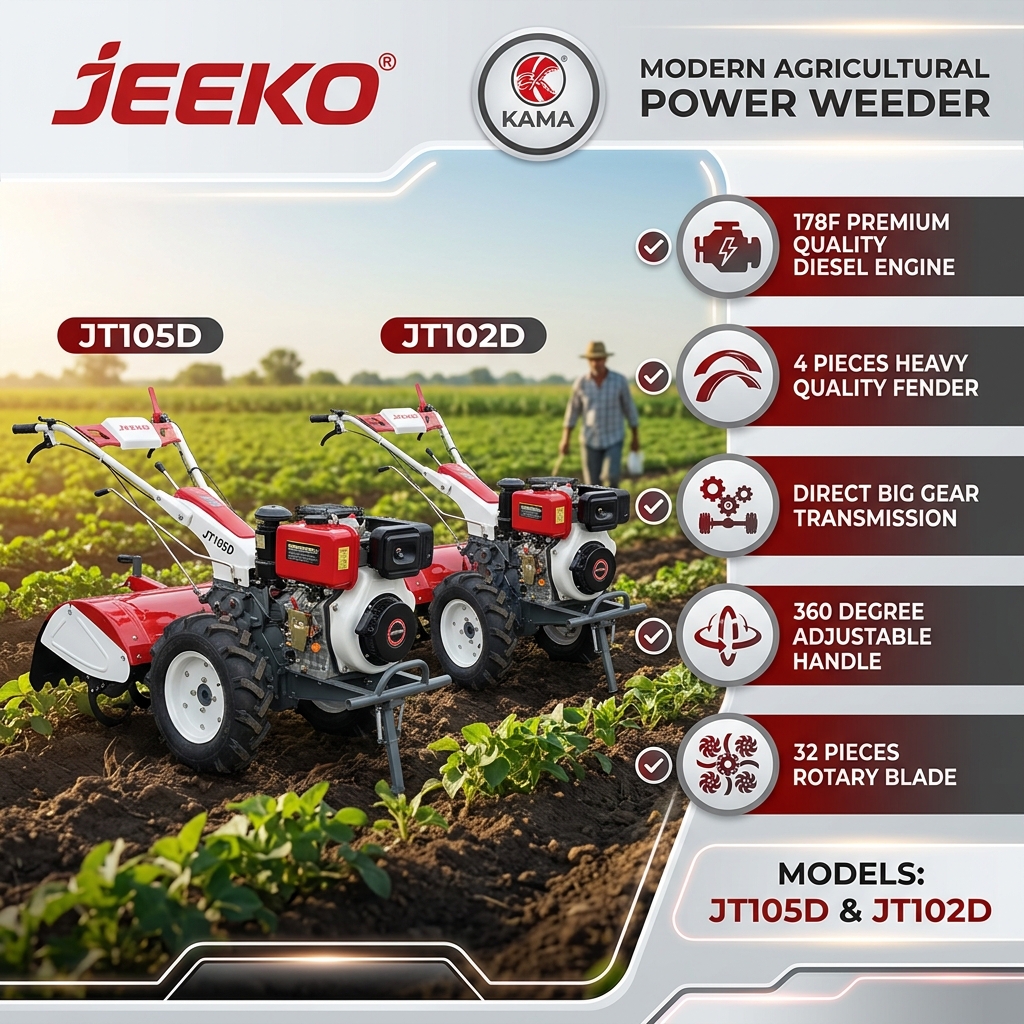 JEEKO®
KAMA®
MODERN AGRICULTURAL
POWER WEEDER
178F PREMIUM
QUALITY
DIESEL ENGINE
JT105D
JT102D
4 PIECES HEAVY
QUALITY FENDER
JEEKO
JEEKO
DIRECT BIG GEAR
TRANSMISSION
JT105D
360 DEGREE
ADJUSTABLE
HANDLE
32 PIECES
ROTARY BLADE
MODELS:
JT105D & JT102D